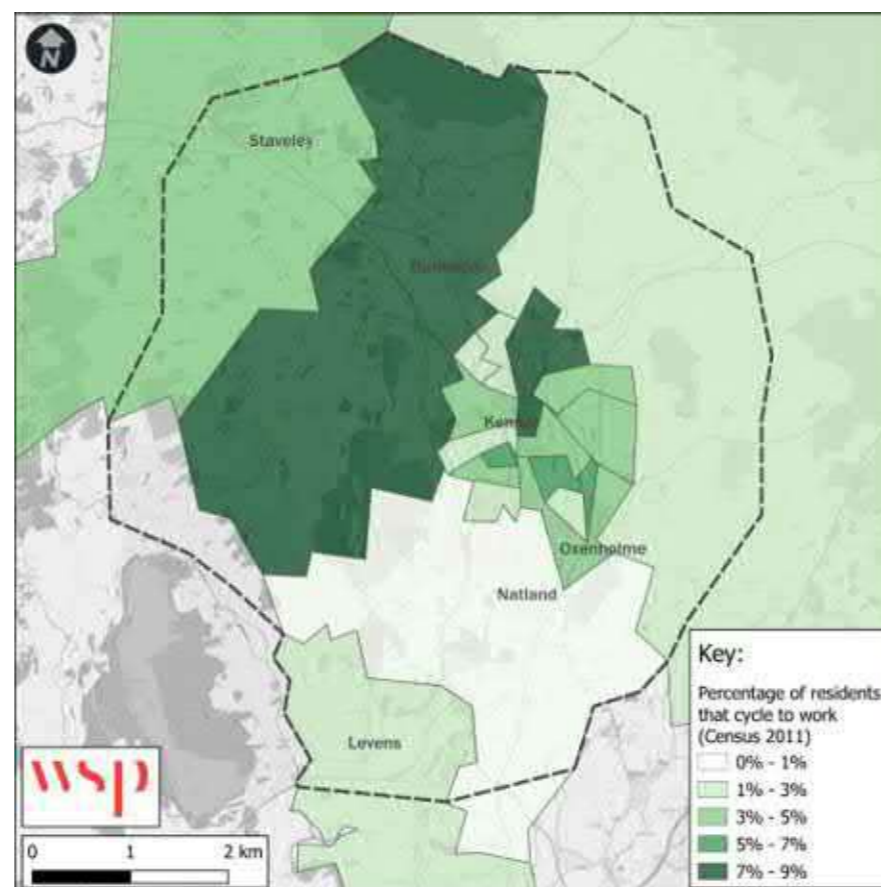 N
Staveley
Kendal
Oxenholme
Natland
Levens
Key:
Percentage of residents
that cycle to work
(Census 2011)
0% - 1%
1% - 3%
3% - 5%
5% - 7%
7% - 9%
wsp
0 1 2 km